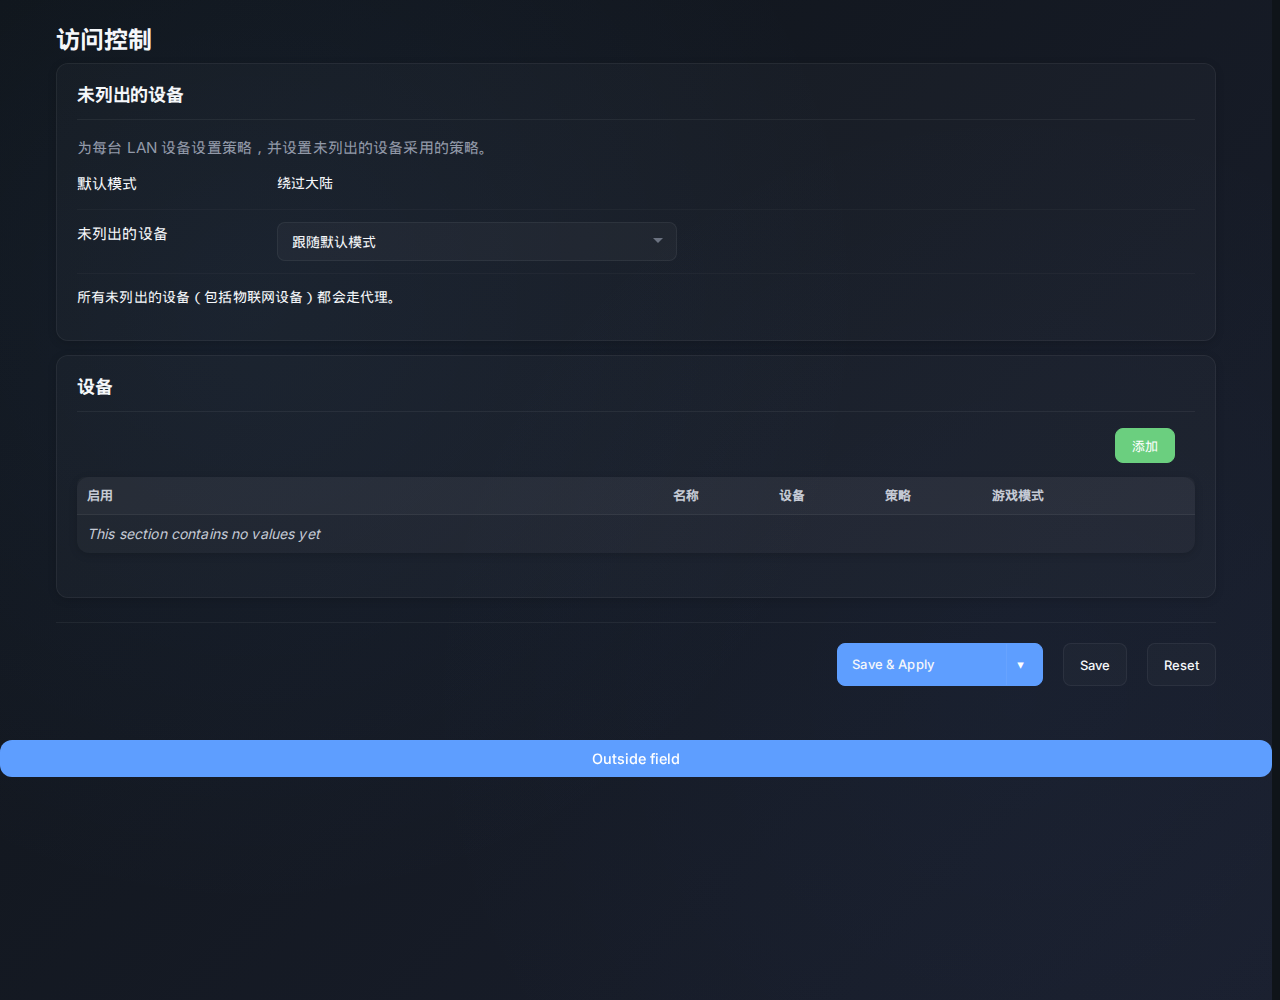 访问控制
未列出的设备
为每台 LAN 设备设置策略，并设置未列出的设备采用的策略。
默认模式 绕过大陆
未列出的设备 跟随默认模式
所有未列出的设备（包括物联网设备）都会走代理。
设备
添加
启用 名称 设备 策略 游戏模式
This section contains no values yet
Save & Apply ▼ Save Reset
Outside field